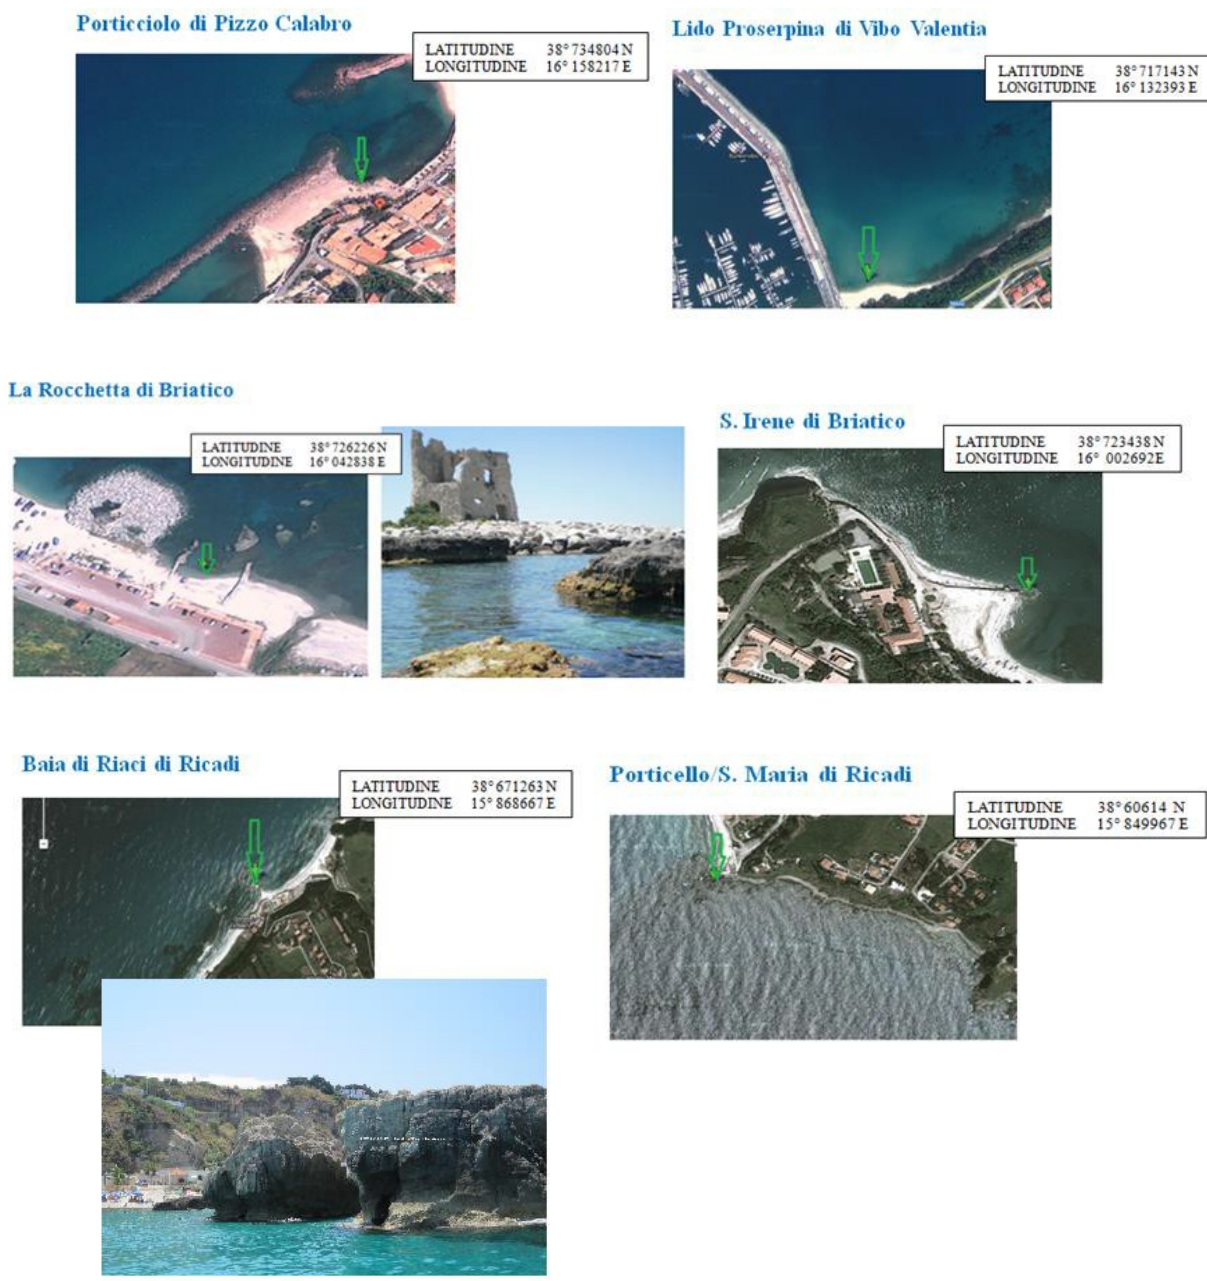 Porticciolo di Pizzo Calabro
LATITUDINE 38° 734804 N
LONGITUDINE 16° 158217 E
Lido Proserpina di Vibo Valentia
LATITUDINE 38° 717143 N
LONGITUDINE 16° 132393 E
La Rocchetta di Briatico
LATITUDINE 38° 726226 N
LONGITUDINE 16° 042838 E
S. Irene di Briatico
LATITUDINE 38° 723438 N
LONGITUDINE 16° 002692 E
Baia di Riaci di Ricadi
LATITUDINE 38° 671263 N
LONGITUDINE 15° 868667 E
Porticello/S. Maria di Ricadi
LATITUDINE 38° 60614 N
LONGITUDINE 15° 849967 E